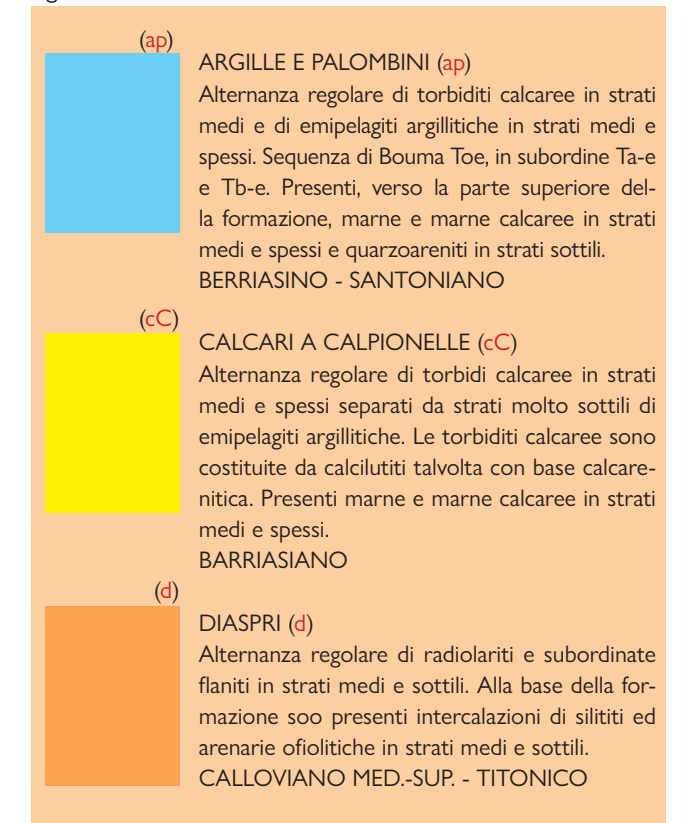 (ap)
ARGILLE E PALOMBINI (ap)
Alternanza regolare di torbiditi calcaree in strati
medi e di emipelagiti argillitiche in strati medi e
spessi. Sequenza di Bouma Toe, in subordine Ta-e
e Tb-e. Presenti, verso la parte superiore del-
la formazione, marne e marne calcaree in strati
medi e spessi e quarzoareniti in strati sottili.
BERRIASINO - SANTONIANO
(cC)
CALCARI A CALPIONELLE (cC)
Alternanza regolare di torbidi calcaree in strati
medi e spessi separati da strati molto sottili di
emipelagiti argillitiche. Le torbiditi calcaree sono
costituite da calcilutiti talvolta con base calcare-
nitica. Presenti marne e marne calcaree in strati
medi e spessi.
BARRIASIANO
(d)
DIASPRI (d)
Alternanza regolare di radiolariti e subordinate
flaniti in strati medi e sottili. Alla base della for-
mazione soo presenti intercalazioni di silititi ed
arenarie ofiolitiche in strati medi e sottili.
CALLOVIANO MED.-SUP. - TITONICO